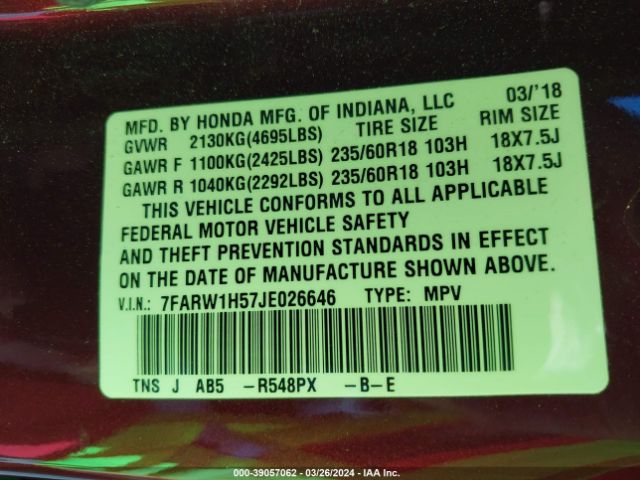 MFD. BY HONDA MFG. OF INDIANA, LLC 03/'18
GVWR 2130KG(4695LBS) TIRE SIZE RIM SIZE
GAWR F 1100KG(2425LBS) 235/60R18 103H 18X7.5J
GAWR R 1040KG(2292LBS) 235/60R18 103H 18X7.5J
THIS VEHICLE CONFORMS TO ALL APPLICABLE
FEDERAL MOTOR VEHICLE SAFETY
AND THEFT PREVENTION STANDARDS IN EFFECT
ON THE DATE OF MANUFACTURE SHOWN ABOVE.
V.I.N.: 7FARW1H57JE026646 TYPE: MPV
TNS J AB5 -R548PX -B-E
000-39057062 - 03/26/2024 - IAA Inc.